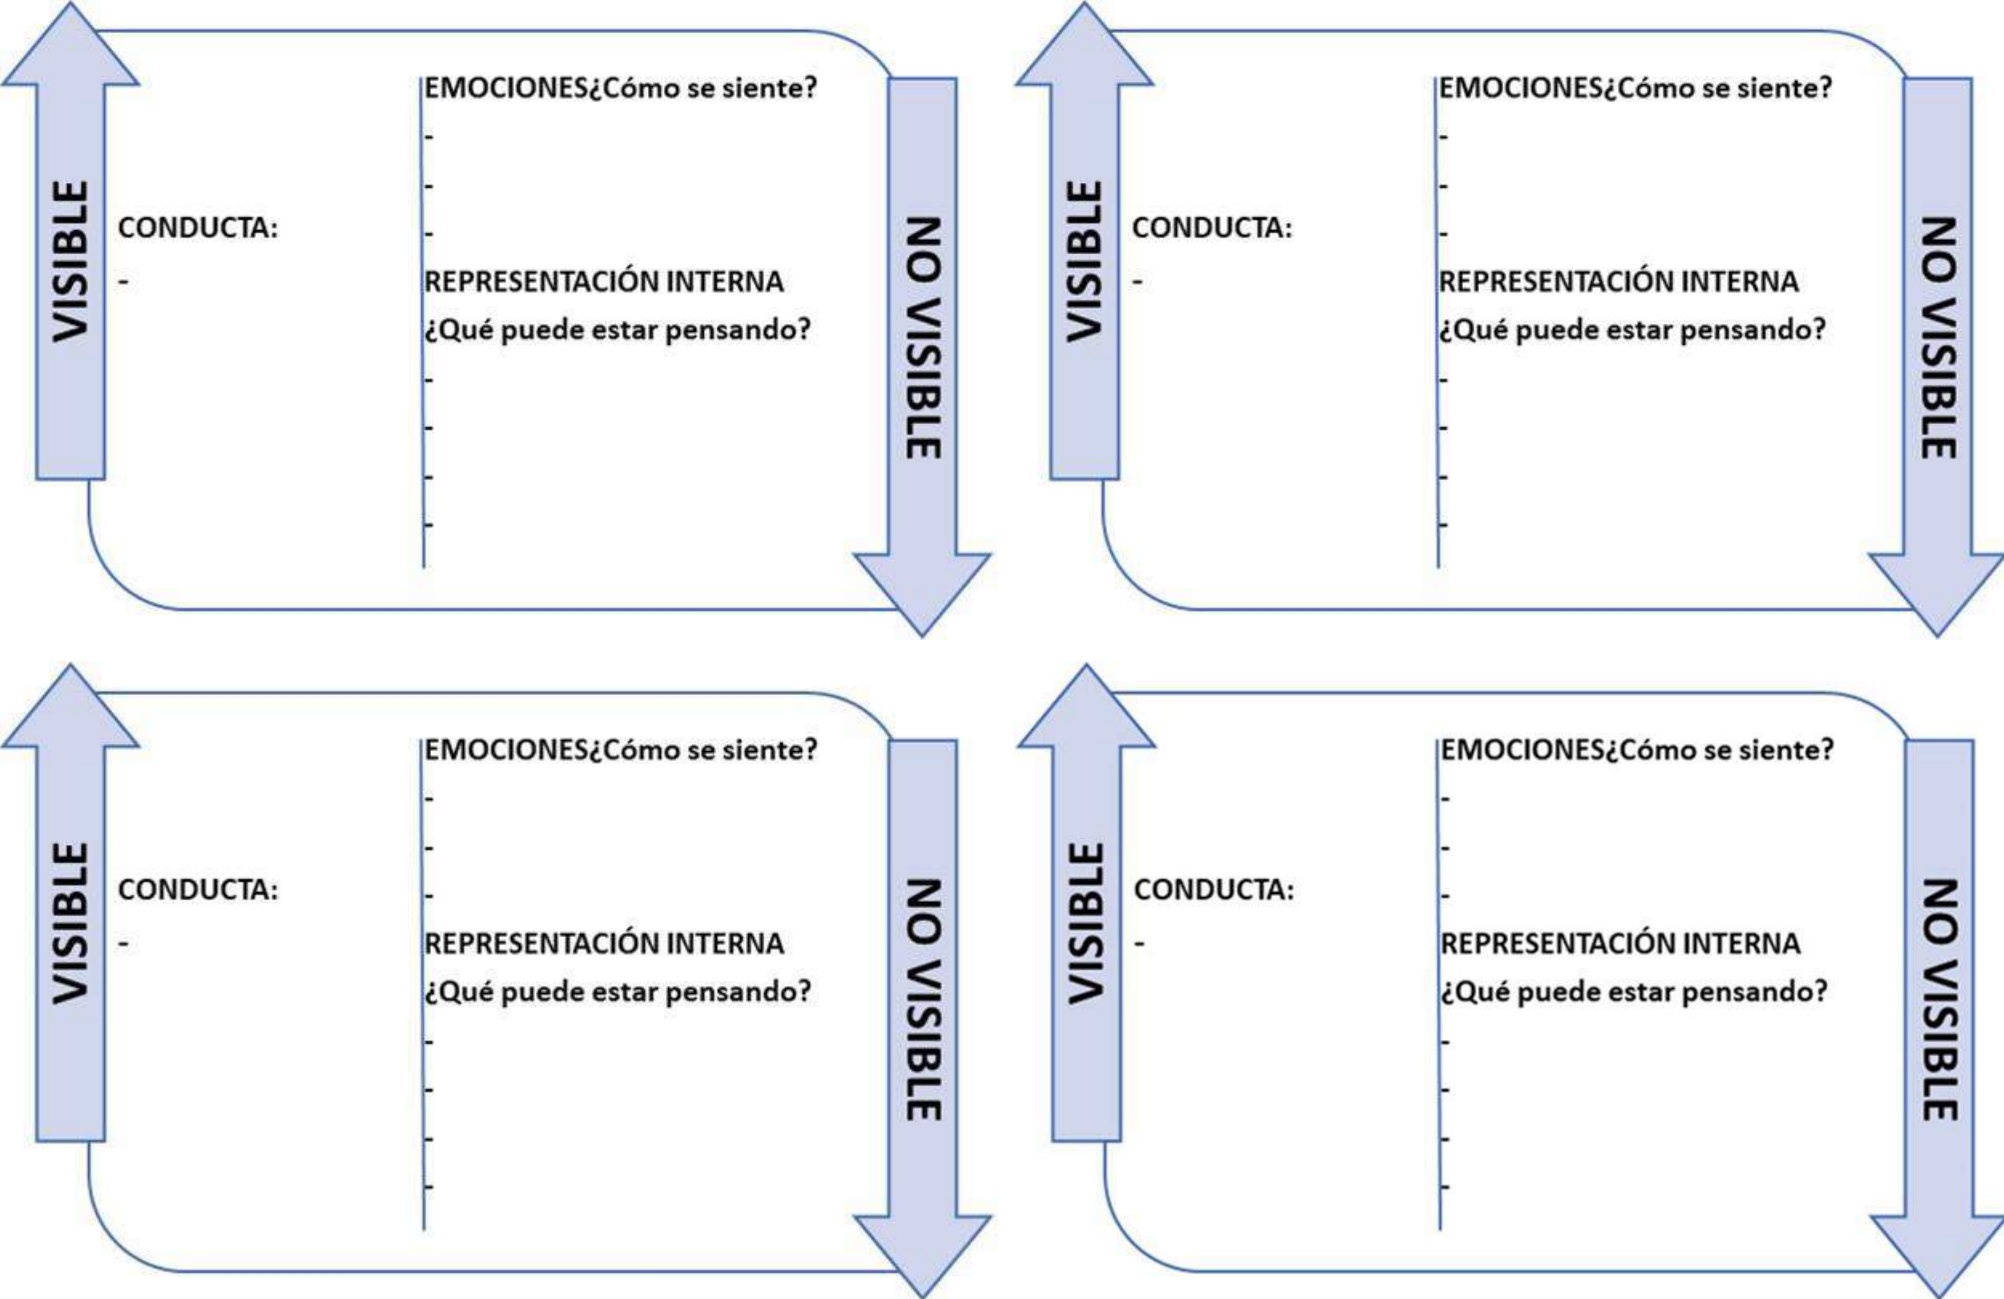 VISIBLE
CONDUCTA:
-
EMOCIONES¿Cómo se siente?
-
-
-
REPRESENTACIÓN INTERNA
¿Qué puede estar pensando?
-
-
-
-
NO VISIBLE
VISIBLE
CONDUCTA:
-
EMOCIONES¿Cómo se siente?
-
-
-
REPRESENTACIÓN INTERNA
¿Qué puede estar pensando?
-
-
-
-
NO VISIBLE
VISIBLE
CONDUCTA:
-
EMOCIONES¿Cómo se siente?
-
-
-
REPRESENTACIÓN INTERNA
¿Qué puede estar pensando?
-
-
-
-
NO VISIBLE
VISIBLE
CONDUCTA:
-
EMOCIONES¿Cómo se siente?
-
-
-
REPRESENTACIÓN INTERNA
¿Qué puede estar pensando?
-
-
-
-
NO VISIBLE